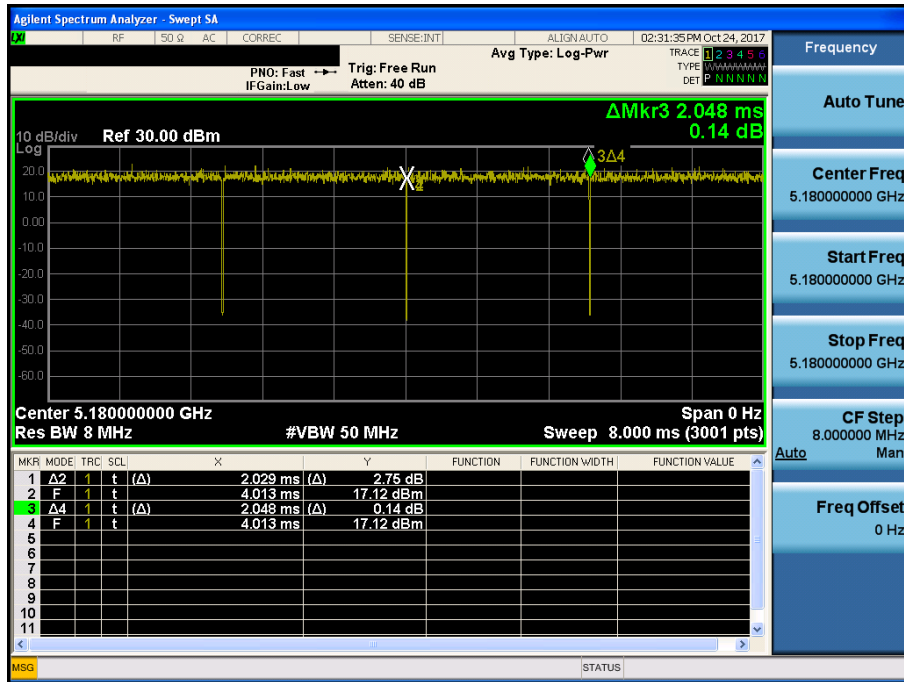 Agilent Spectrum Analyzer - Swept SA
LXI RF 50 Ω AC CORREC SENSE:INT ALIGN AUTO 02:31:35 PM Oct 24, 2017
Frequency
PNO: Fast
IFGain:Low
Trig: Free Run
Atten: 40 dB
Avg Type: Log-Pwr
TRACE 1 2 3 4 5 6
TYPE
DET P N N N N N
Auto Tune
ΔMkr3 2.048 ms
0.14 dB
10 dB/div Ref 30.00 dBm
Log
3Δ4
20.0
10.0
0.00
-10.0
-20.0
-30.0
-40.0
-50.0
-60.0
Center Freq
5.180000000 GHz
Start Freq
5.180000000 GHz
Stop Freq
5.180000000 GHz
Center 5.180000000 GHz Span 0 Hz
Res BW 8 MHz #VBW 50 MHz Sweep 8.000 ms (3001 pts)
CF Step
8.000000 MHz
Auto Man
Freq Offset
0 Hz
MKR MODE TRC SCL X Y FUNCTION FUNCTION WIDTH FUNCTION VALUE
1 Δ2 1 t (Δ) 2.029 ms (Δ) 2.75 dB
2 F 1 t 4.013 ms 17.12 dBm
3 Δ4 1 t (Δ) 2.048 ms (Δ) 0.14 dB
4 F 1 t 4.013 ms 17.12 dBm
5
6
7
8
9
10
11
MSG STATUS